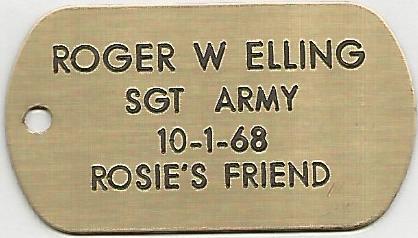 ROGER W ELLING
SGT ARMY
10-1-68
ROSIE'S FRIEND